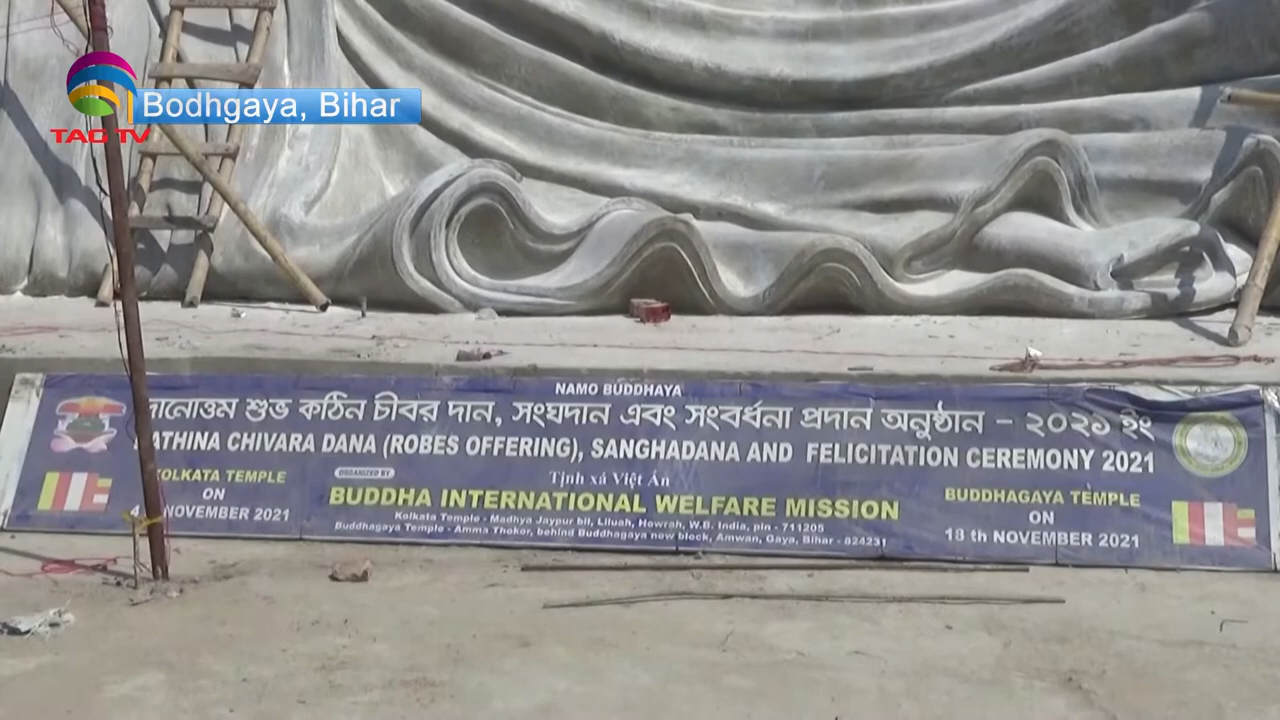 Bodhgaya, Bihar
TAG TV
NAMO BUDDHAYA
দানোত্তম শুভ কঠিন চীবর দান, সংঘদান এবং সংবর্ধনা প্রদান অনুষ্ঠান – ২০২১ ইং
KATHINA CHIVARA DANA (ROBES OFFERING), SANGHADANA AND FELICITATION CEREMONY 2021
KOLKATA TEMPLE
ON
NOVEMBER 2021
ORGANIZED BY
Tịnh xá Việt Án
BUDDHA INTERNATIONAL WELFARE MISSION
Kolkata Temple - Madhya Jaypur bil, Liluah, Howrah, W.B. India, pin - 711205
Buddhagaya Temple - Amma Thokor, behind Buddhagaya new block, Amwan, Gaya, Bihar - 824231
BUDDHAGAYA TEMPLE
ON
18 th NOVEMBER 2021